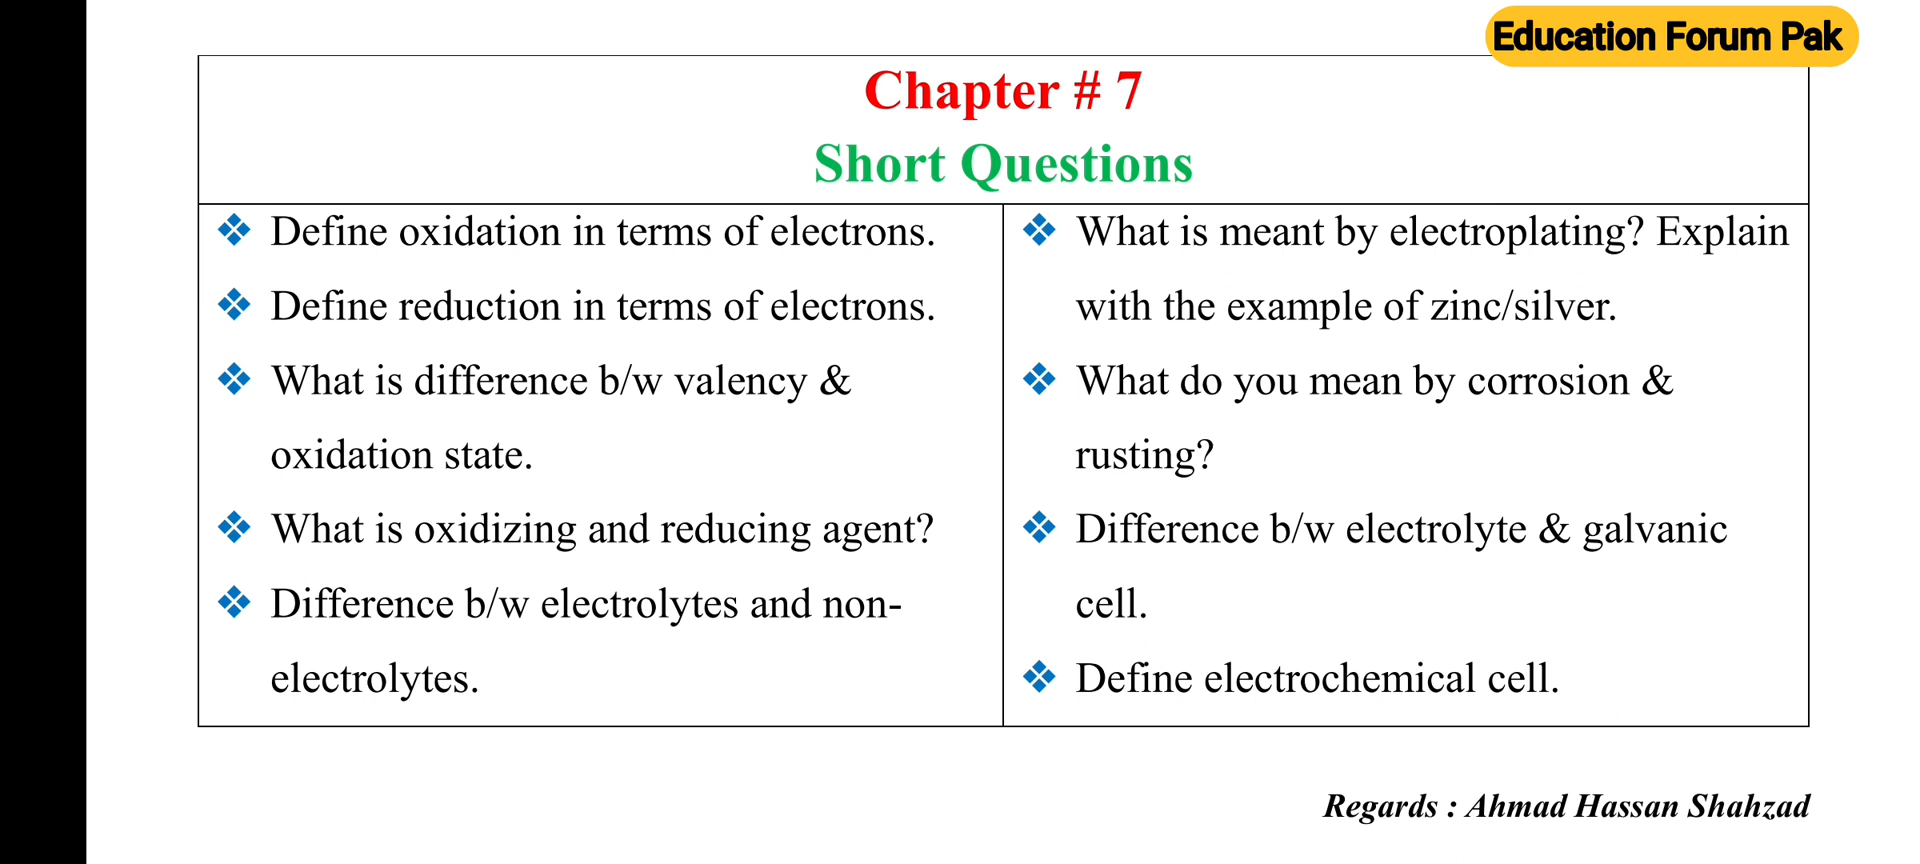 Education Forum Pak
Chapter # 7
Short Questions
❖ Define oxidation in terms of electrons.
❖ Define reduction in terms of electrons.
❖ What is difference b/w valency &
oxidation state.
❖ What is oxidizing and reducing agent?
❖ Difference b/w electrolytes and non-
electrolytes.
❖ What is meant by electroplating? Explain
with the example of zinc/silver.
❖ What do you mean by corrosion &
rusting?
❖ Difference b/w electrolyte & galvanic
cell.
❖ Define electrochemical cell.
Regards : Ahmad Hassan Shahzad